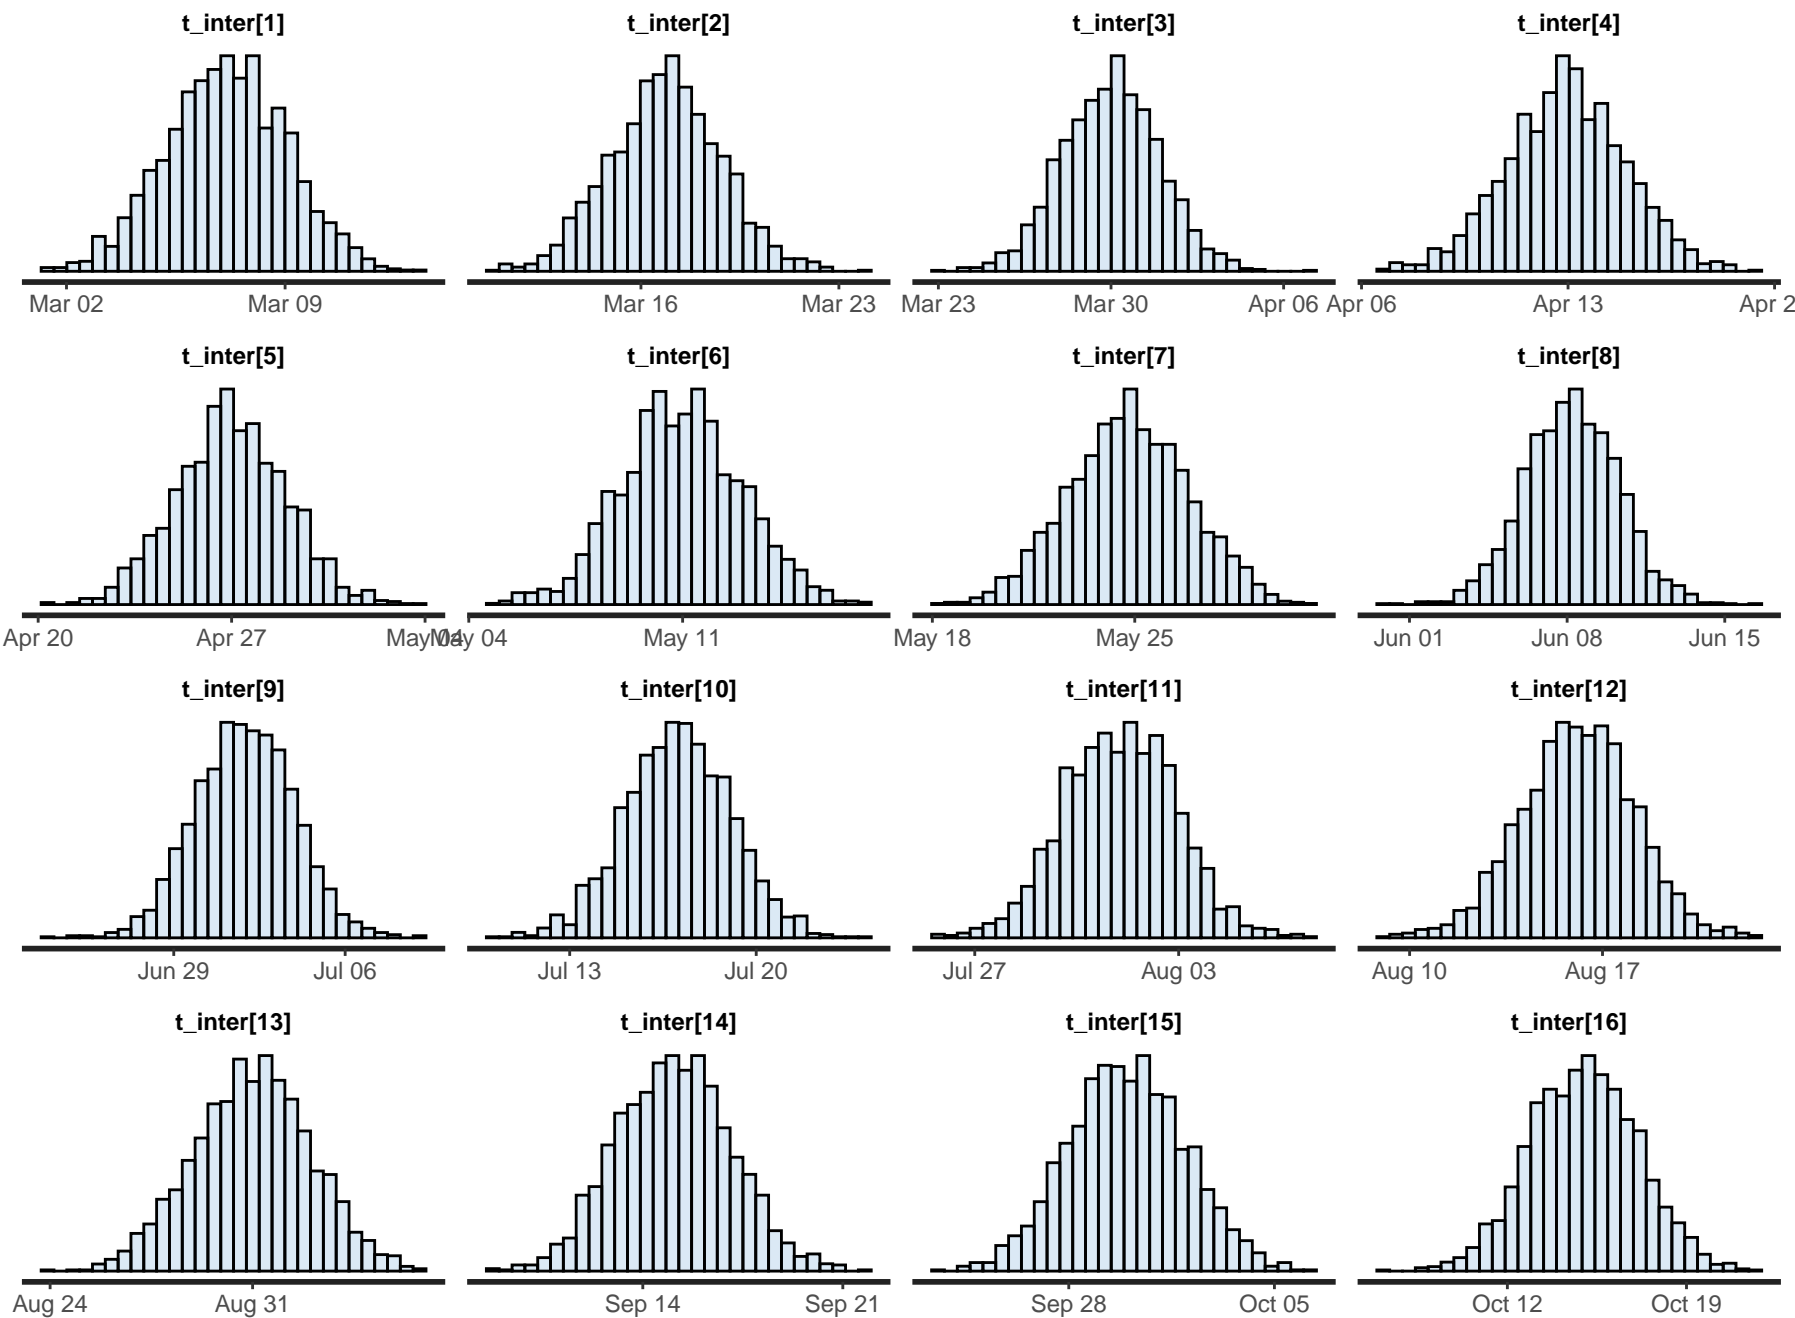 t_inter[1] t_inter[2] t_inter[3] t_inter[4]
Mar 02 Mar 09 Mar 16 Mar 23 Mar 23 Mar 30 Apr 06 Apr 06 Apr 13 Apr 2
t_inter[5] t_inter[6] t_inter[7] t_inter[8]
Apr 20 Apr 27 May 04 May 04 May 11 May 18 May 25 Jun 01 Jun 08 Jun 15
t_inter[9] t_inter[10] t_inter[11] t_inter[12]
Jun 29 Jul 06 Jul 13 Jul 20 Jul 27 Aug 03 Aug 10 Aug 17
t_inter[13] t_inter[14] t_inter[15] t_inter[16]
Aug 24 Aug 31 Sep 14 Sep 21 Sep 28 Oct 05 Oct 12 Oct 19